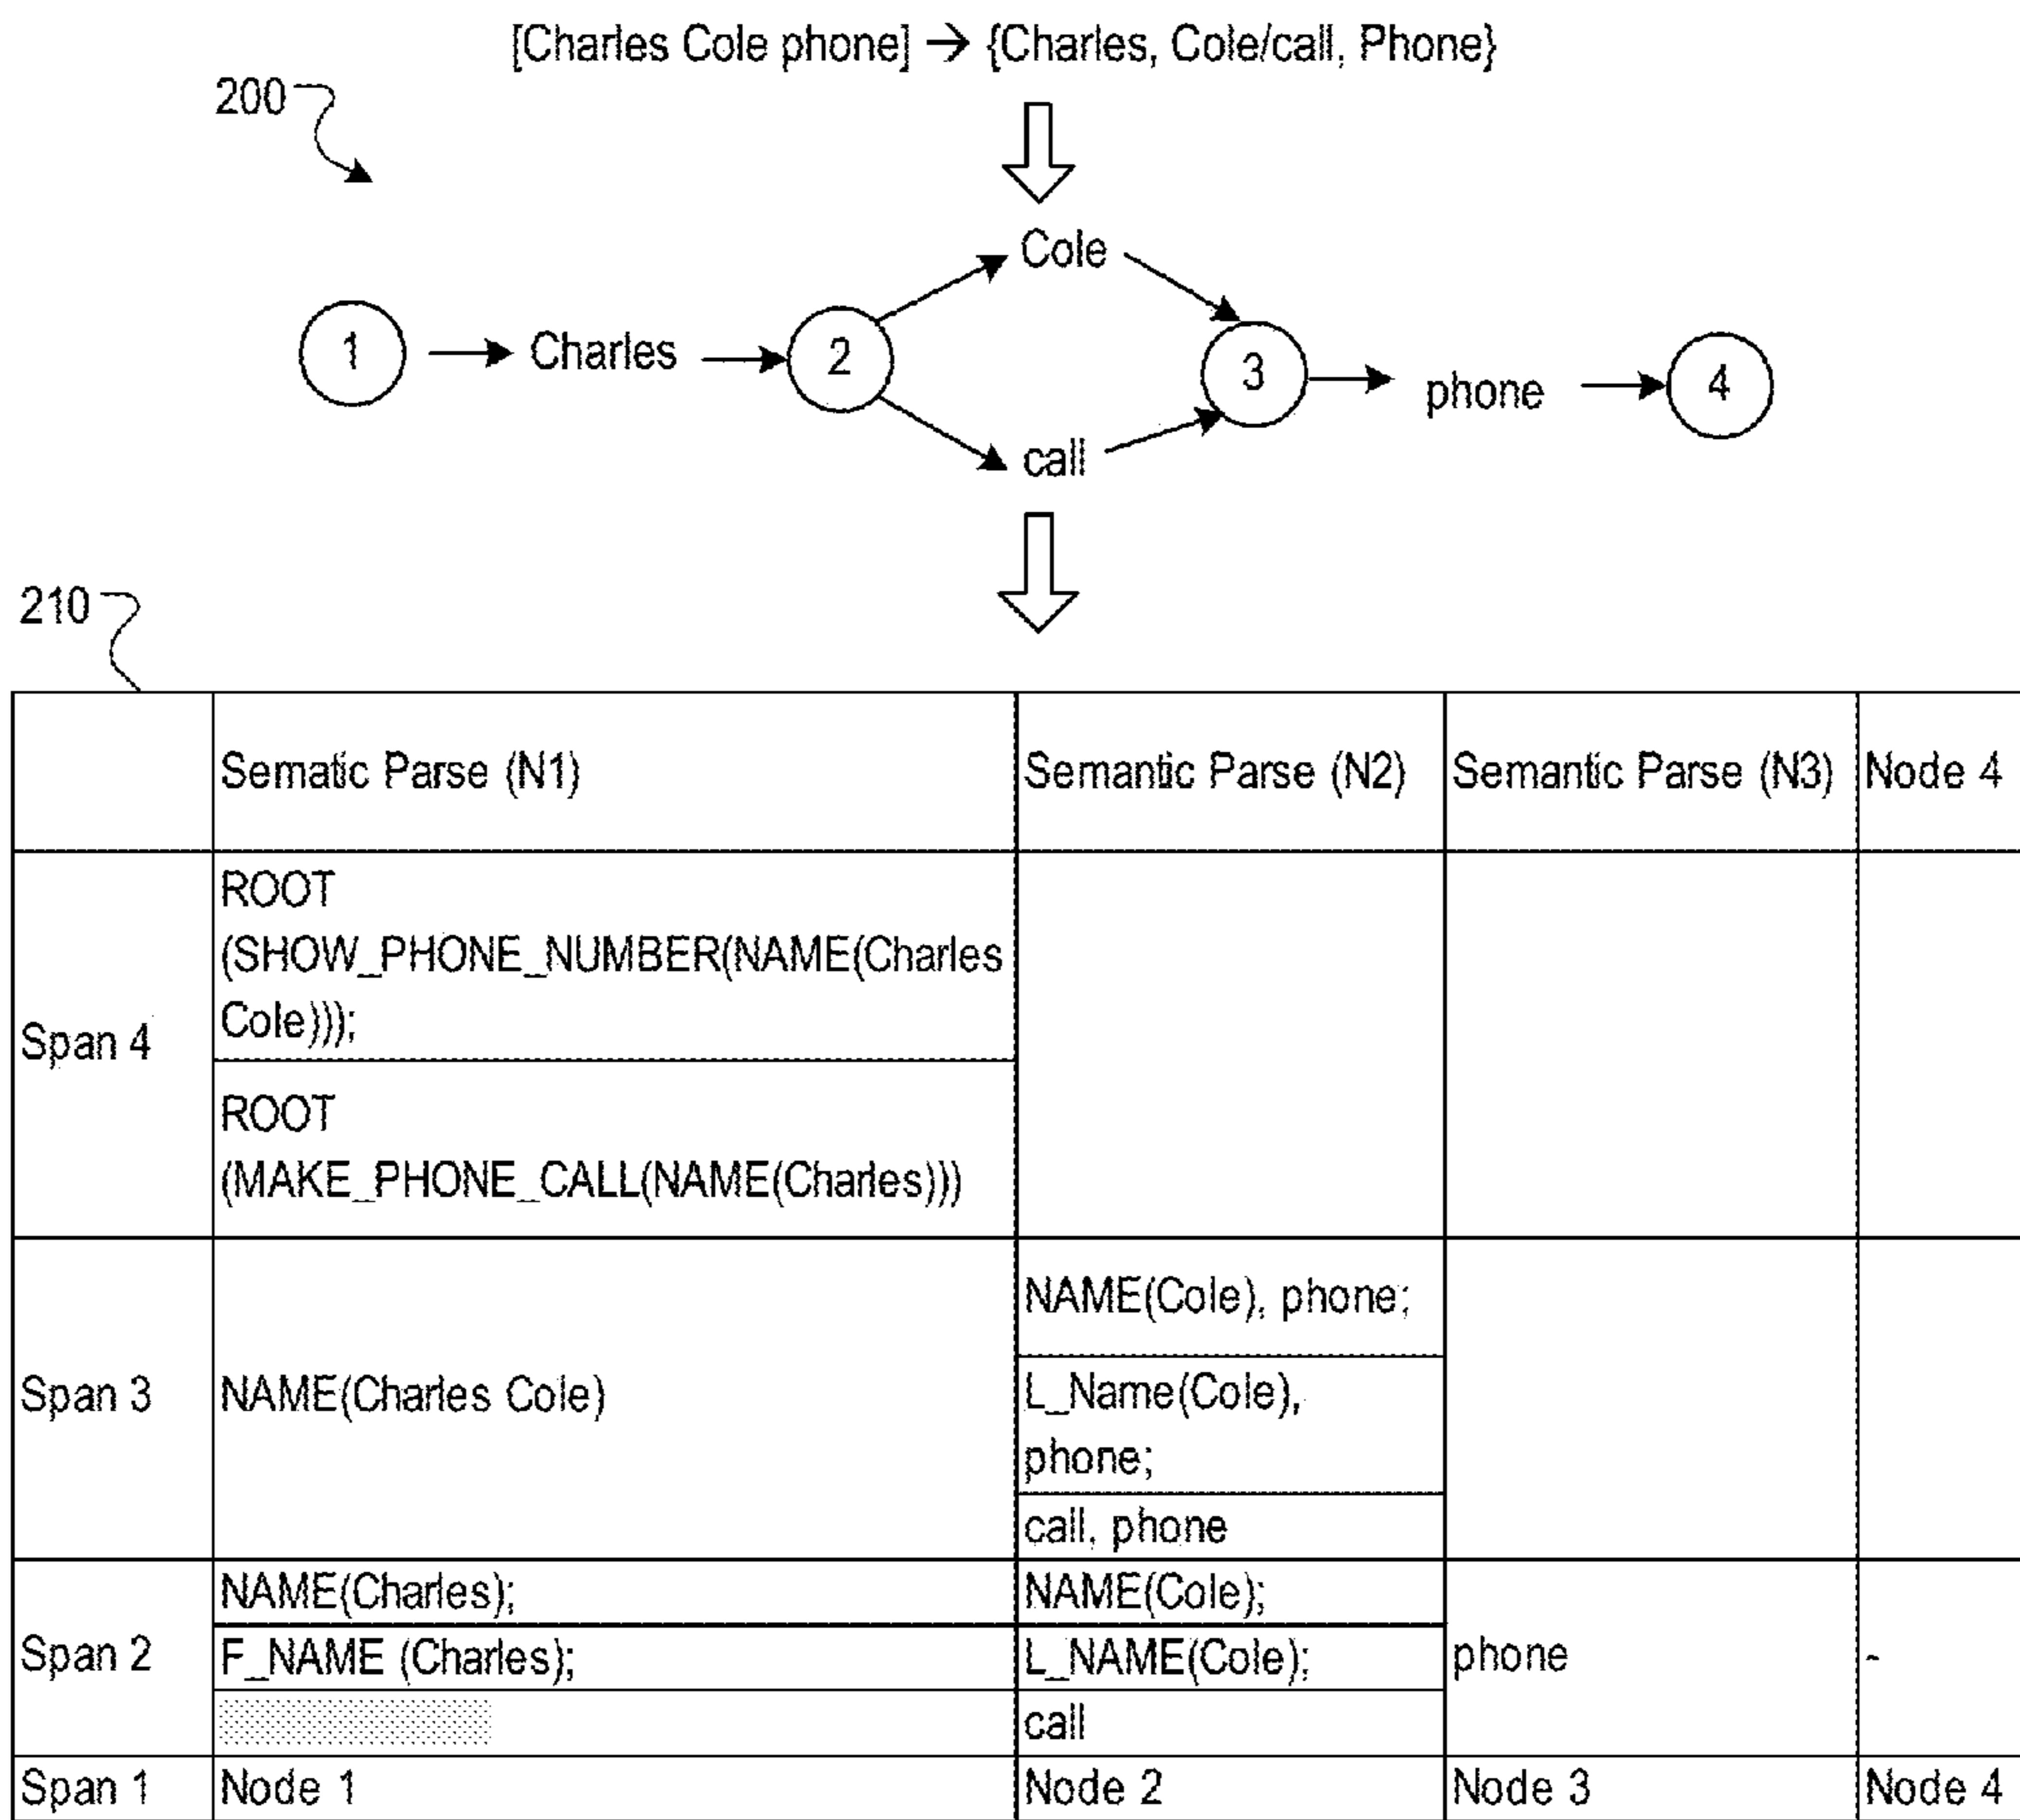 [Charles Cole phone] → {Charles, Cole/call, Phone}
200
Cole
1 → Charles → 2
3 → phone → 4
call
210
Sematic Parse (N1) Semantic Parse (N2) Semantic Parse (N3) Node 4
Span 4
ROOT
(SHOW_PHONE_NUMBER(NAME(Charles
Cole)));
ROOT
(MAKE_PHONE_CALL(NAME(Charles)))
Span 3
NAME(Charles Cole)
NAME(Cole), phone;
L_Name(Cole),
phone;
call, phone
Span 2
NAME(Charles);
F_NAME (Charles);
NAME(Cole);
L_NAME(Cole);
call
phone
-
Span 1 Node 1 Node 2 Node 3 Node 4